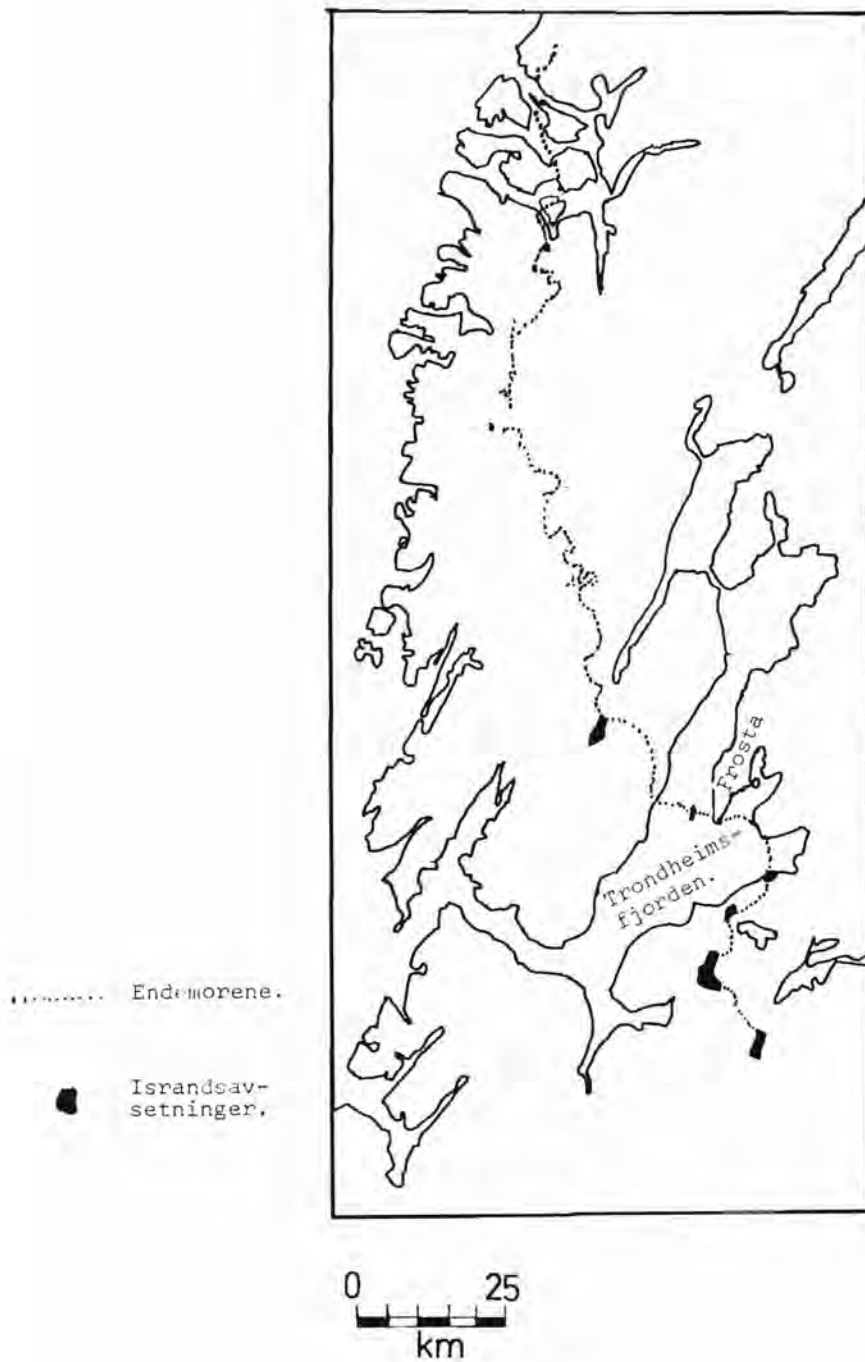 Frosta
Trondheims-
fjorden.
Endemorene.
Israndsav-
setninger.
0 25
km